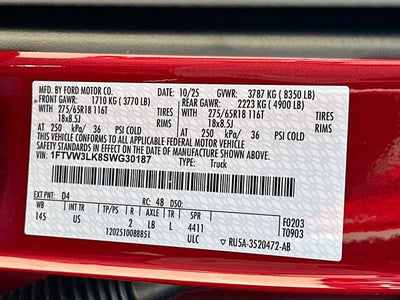 MFD. BY FORD MOTOR CO. 10/25 GVWR: 3787 KG ( 8350 LB)
FRONT GAWR: 1710 KG ( 3770 LB) REAR GAWR: 2223 KG ( 4900 LB)
WITH WITH
275/65R18 116T TIRES 275/65R18 116T TIRES
18x8.5J RIMS 18x8.5J RIMS
AT 250 kPa/ 36 PSI COLD AT 250 kPa/ 36 PSI COLD
THIS VEHICLE CONFORMS TO ALL APPLICABLE FEDERAL MOTOR VEHICLE SAFETY STANDARDS IN EFFECT ON THE DATE OF MANUFACTURE SHOWN ABOVE.
VIN: 1FTVW3LK8SWG30187
TYPE: Truck
EXT PNT: D4 RC: 48 DSO:
WB BRK INT TR TP/PS R AXLE TR SPR
145 US 2 LB L 4411 F0203
ULC T0903
1202510088851 RU5A-3520472-AB